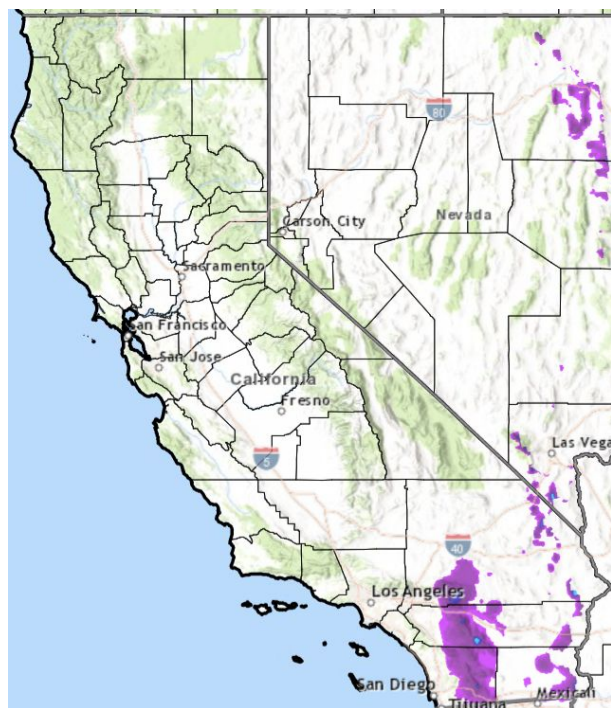 80
Carson City
Nevada
Sacramento
San Francisco
San Jose
California
Fresno
Las Vega
5
40
Los Angeles
San Diego
Mexicali
Tijuana